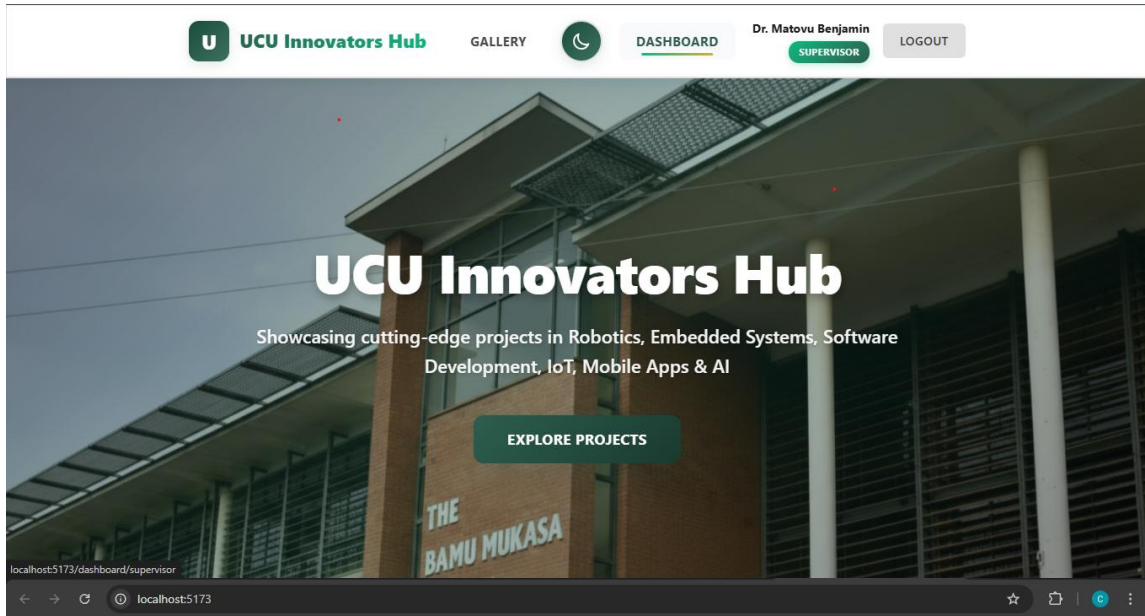 U
UCU Innovators Hub
GALLERY
DASHBOARD
Dr. Matovu Benjamin
SUPERVISOR
LOGOUT
UCU Innovators Hub
Showcasing cutting-edge projects in Robotics, Embedded Systems, Software
Development, IoT, Mobile Apps & AI
EXPLORE PROJECTS
THE
BAMU MUKASA
localhost:5173/dashboard/supervisor
localhost:5173
C